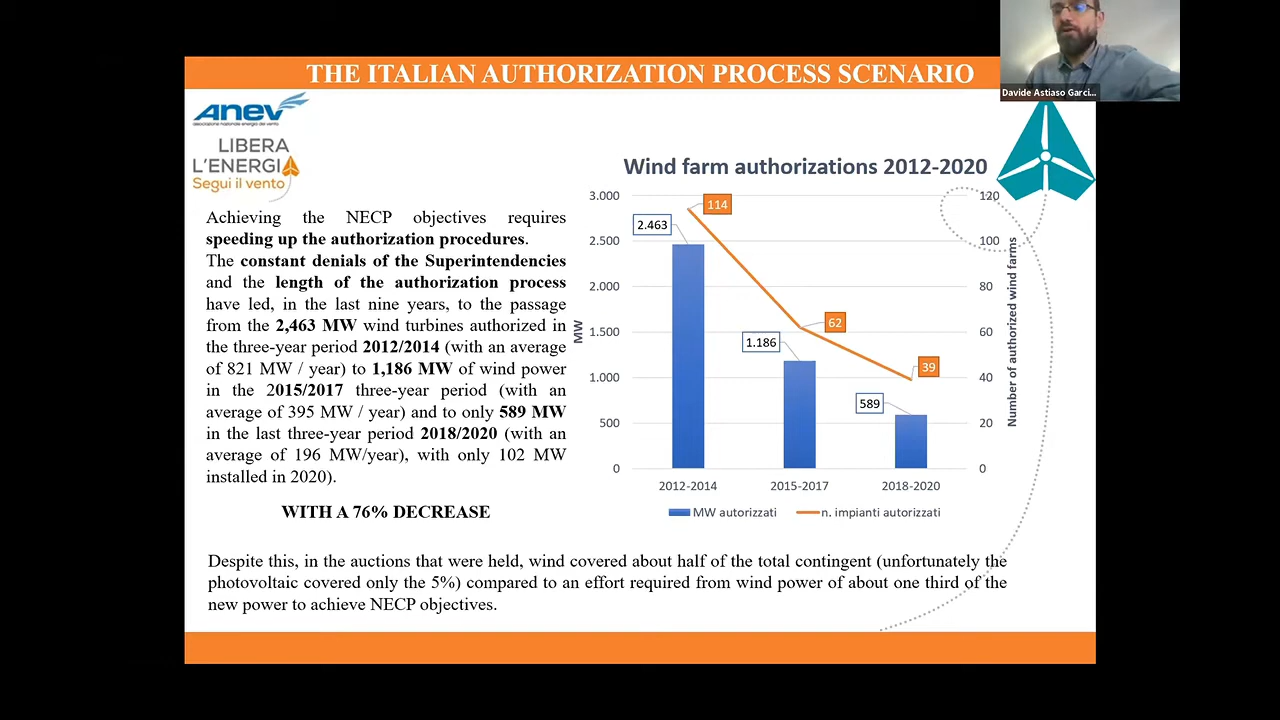 THE ITALIAN AUTHORIZATION PROCESS SCENARIO
Davide Astiaso Garci...
ANEV
associazione nazionale energia del vento
LIBERA
L'ENERGIA
Segui il vento
Achieving the NECP objectives requires
speeding up the authorization procedures.
The constant denials of the Superintendencies
and the length of the authorization process
have led, in the last nine years, to the passage
from the 2,463 MW wind turbines authorized in
the three-year period 2012/2014 (with an average
of 821 MW / year) to 1,186 MW of wind power
in the 2015/2017 three-year period (with an
average of 395 MW / year) and to only 589 MW
in the last three-year period 2018/2020 (with an
average of 196 MW/year), with only 102 MW
installed in 2020).
WITH A 76% DECREASE
Wind farm authorizations 2012-2020
3.000
2.500
2.000
1.500
1.000
500
0
MW
2.463
1.186
589
114
62
39
120
100
80
60
40
20
0
Number of authorized wind farms
2012-2014
2015-2017
2018-2020
MW autorizzati
n. impianti autorizzati
Despite this, in the auctions that were held, wind covered about half of the total contingent (unfortunately the
photovoltaic covered only the 5%) compared to an effort required from wind power of about one third of the
new power to achieve NECP objectives.